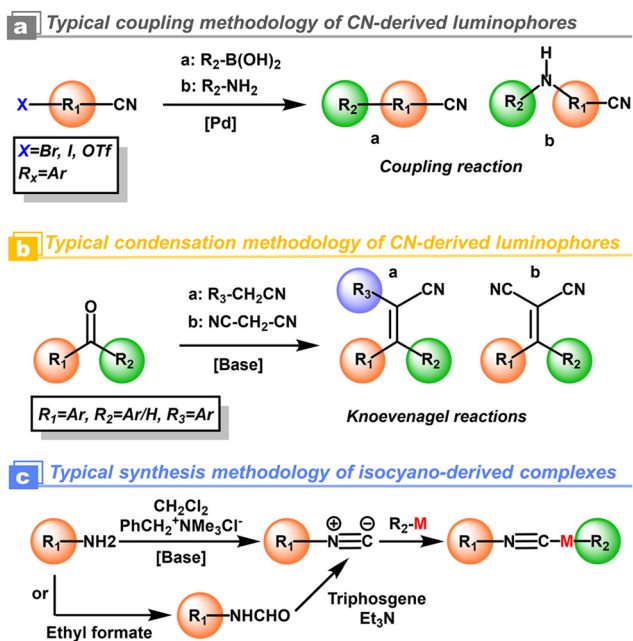 a Typical coupling methodology of CN-derived luminophores
X R₁ CN
a: R₂-B(OH)₂
b: R₂-NH₂
[Pd]
R₂ R₁ CN
a
H
N
R₂ R₁ CN
b
X=Br, I, OTf
Rₓ=Ar
Coupling reaction
b Typical condensation methodology of CN-derived luminophores
O
R₁ R₂
a: R₃-CH₂CN
b: NC-CH₂-CN
[Base]
a
R₃ CN
R₁ R₂
b
NC CN
R₁ R₂
R₁=Ar, R₂=Ar/H, R₃=Ar
Knoevenagel reactions
c Typical synthesis methodology of isocyano-derived complexes
R₁ NH2
CH₂Cl₂
PhCH₂⁺NMe₃Cl⁻
[Base]
⊕ ⊖
R₁ N≡C
R₂-M
R₁ N≡C-M-R₂
or
Ethyl formate
R₁ NHCHO
Triphosgene
Et₃N